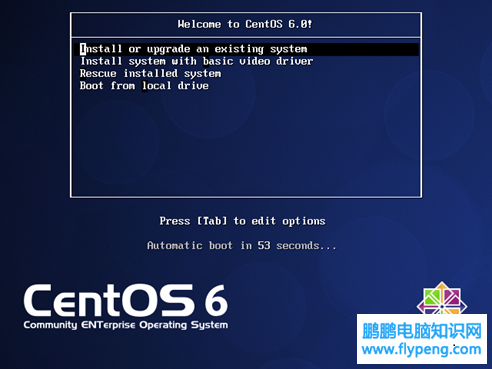 Welcome to CentOS 6.0!
Install or upgrade an existing system
Install system with basic video driver
Rescue installed system
Boot from local drive
Press [Tab] to edit options
Automatic boot in 53 seconds...
CentOS 6
Community ENTerprise Operating System
鹏鹏电脑知识网
www.flypeng.com